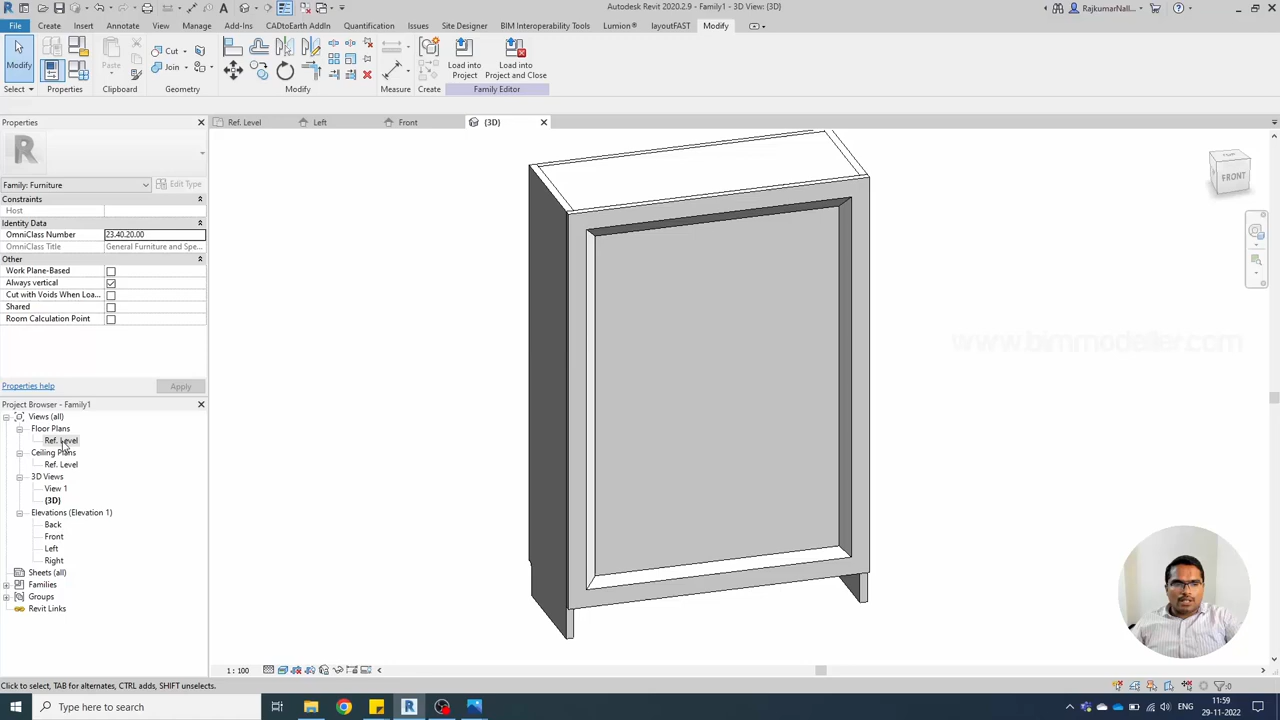 Autodesk Revit 2020.2.9 - Family1 - 3D View: {3D}
RajkumarNall...
File Create Insert Annotate View Manage Add-Ins CADtoEarth AddIn Quantification Issues Site Designer BIM Interoperability Tools Lumion® layoutFAST Modify
Modify
Paste
Cut
Join
Load into Project
Load into Project and Close
Select Properties Clipboard Geometry Modify Measure Create Family Editor
Properties
Ref. Level Left Front {3D}
FRONT
Family: Furniture Edit Type
Constraints
Host
Identity Data
OmniClass Number 23.40.20.00
OmniClass Title General Furniture and Spe...
Other
Work Plane-Based
Always vertical
Cut with Voids When Loa...
Shared
Room Calculation Point
www.bimmodeller.com
Properties help Apply
Project Browser - Family1
Views (all)
Floor Plans
Ref. Level
Ceiling Plans
Ref. Level
3D Views
View 1
{3D}
Elevations (Elevation 1)
Back
Front
Left
Right
Sheets (all)
Families
Groups
Revit Links
1 : 100
Click to select, TAB for alternates, CTRL adds, SHIFT unselects.
:0
Type here to search
ENG
11:59
29-11-2022